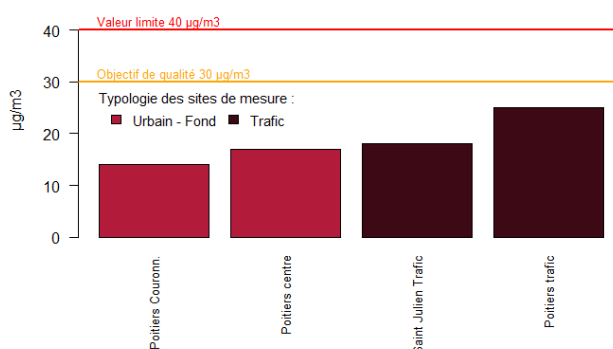 Valeur limite 40 µg/m3
40
Objectif de qualité 30 µg/m3
30
Typologie des sites de mesure :
Urbain - Fond
Trafic
20
10
0
µg/m3
Poitiers Couronn.
Poitiers centre
Saint Julien Trafic
Poitiers trafic